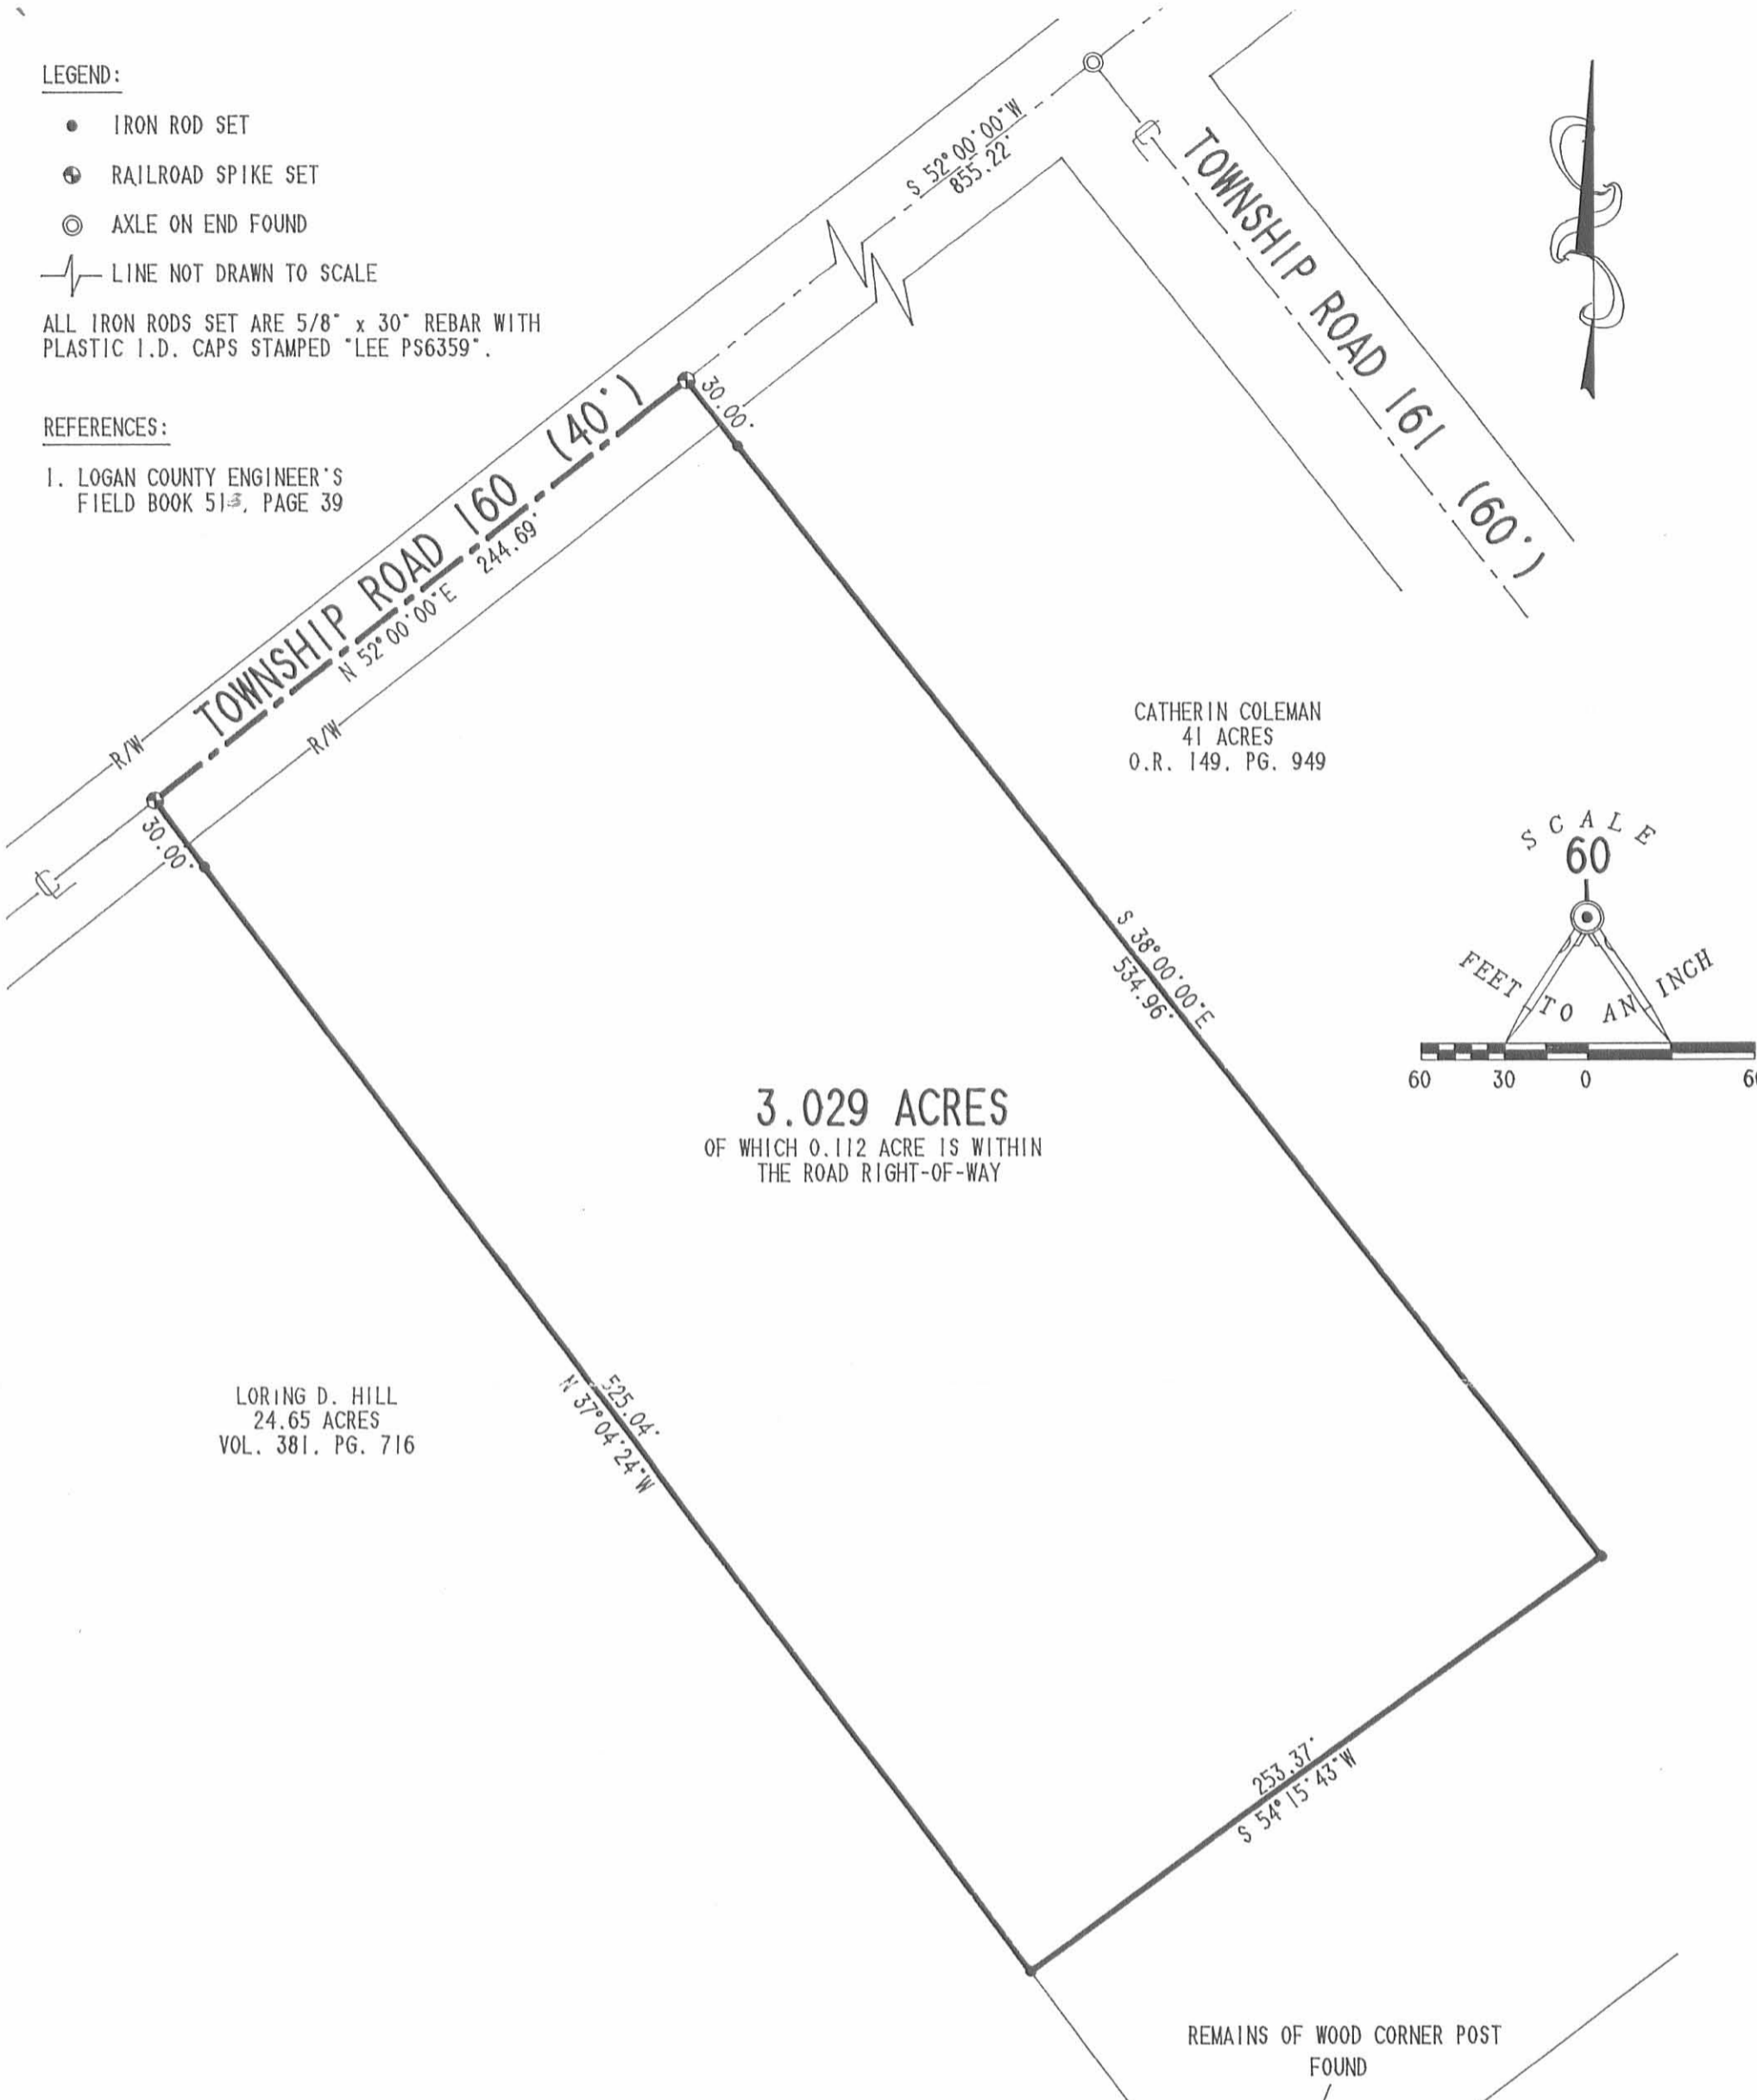 LEGEND:
IRON ROD SET
RAILROAD SPIKE SET
AXLE ON END FOUND
LINE NOT DRAWN TO SCALE
ALL IRON RODS SET ARE 5/8" x 30" REBAR WITH
PLASTIC I.D. CAPS STAMPED "LEE PS6359".
REFERENCES:
1. LOGAN COUNTY ENGINEER'S
FIELD BOOK 513, PAGE 39
S 52°00'00"W
855.22'
TOWNSHIP ROAD 161 (60')
30.00'
TOWNSHIP ROAD 160 (40')
N 52°00'00"E 244.69'
R/W
R/W
30.00'
CATHERIN COLEMAN
41 ACRES
O.R. 149, PG. 949
SCALE
60
FEET TO AN INCH
60 30 0
S 38°00'00"E
534.96'
3.029 ACRES
OF WHICH 0.112 ACRE IS WITHIN
THE ROAD RIGHT-OF-WAY
LORING D. HILL
24.65 ACRES
VOL. 381, PG. 716
525.04'
N 37°04'24"W
253.37'
S 54°15'43"W
REMAINS OF WOOD CORNER POST
FOUND